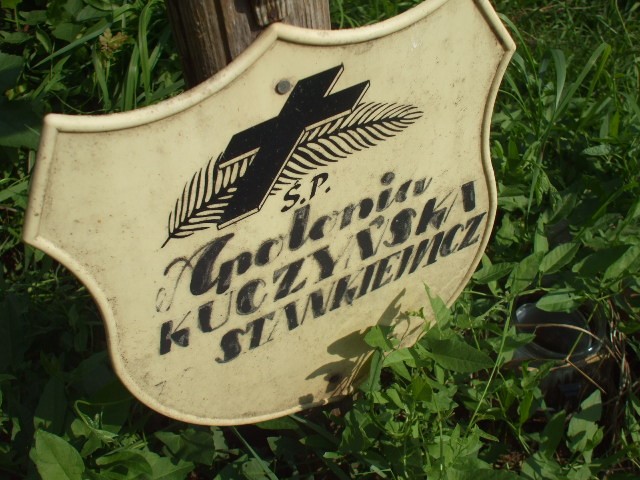 Ś.P.
Apolonia
KUCZYŃSKA
STANKIEWICZ